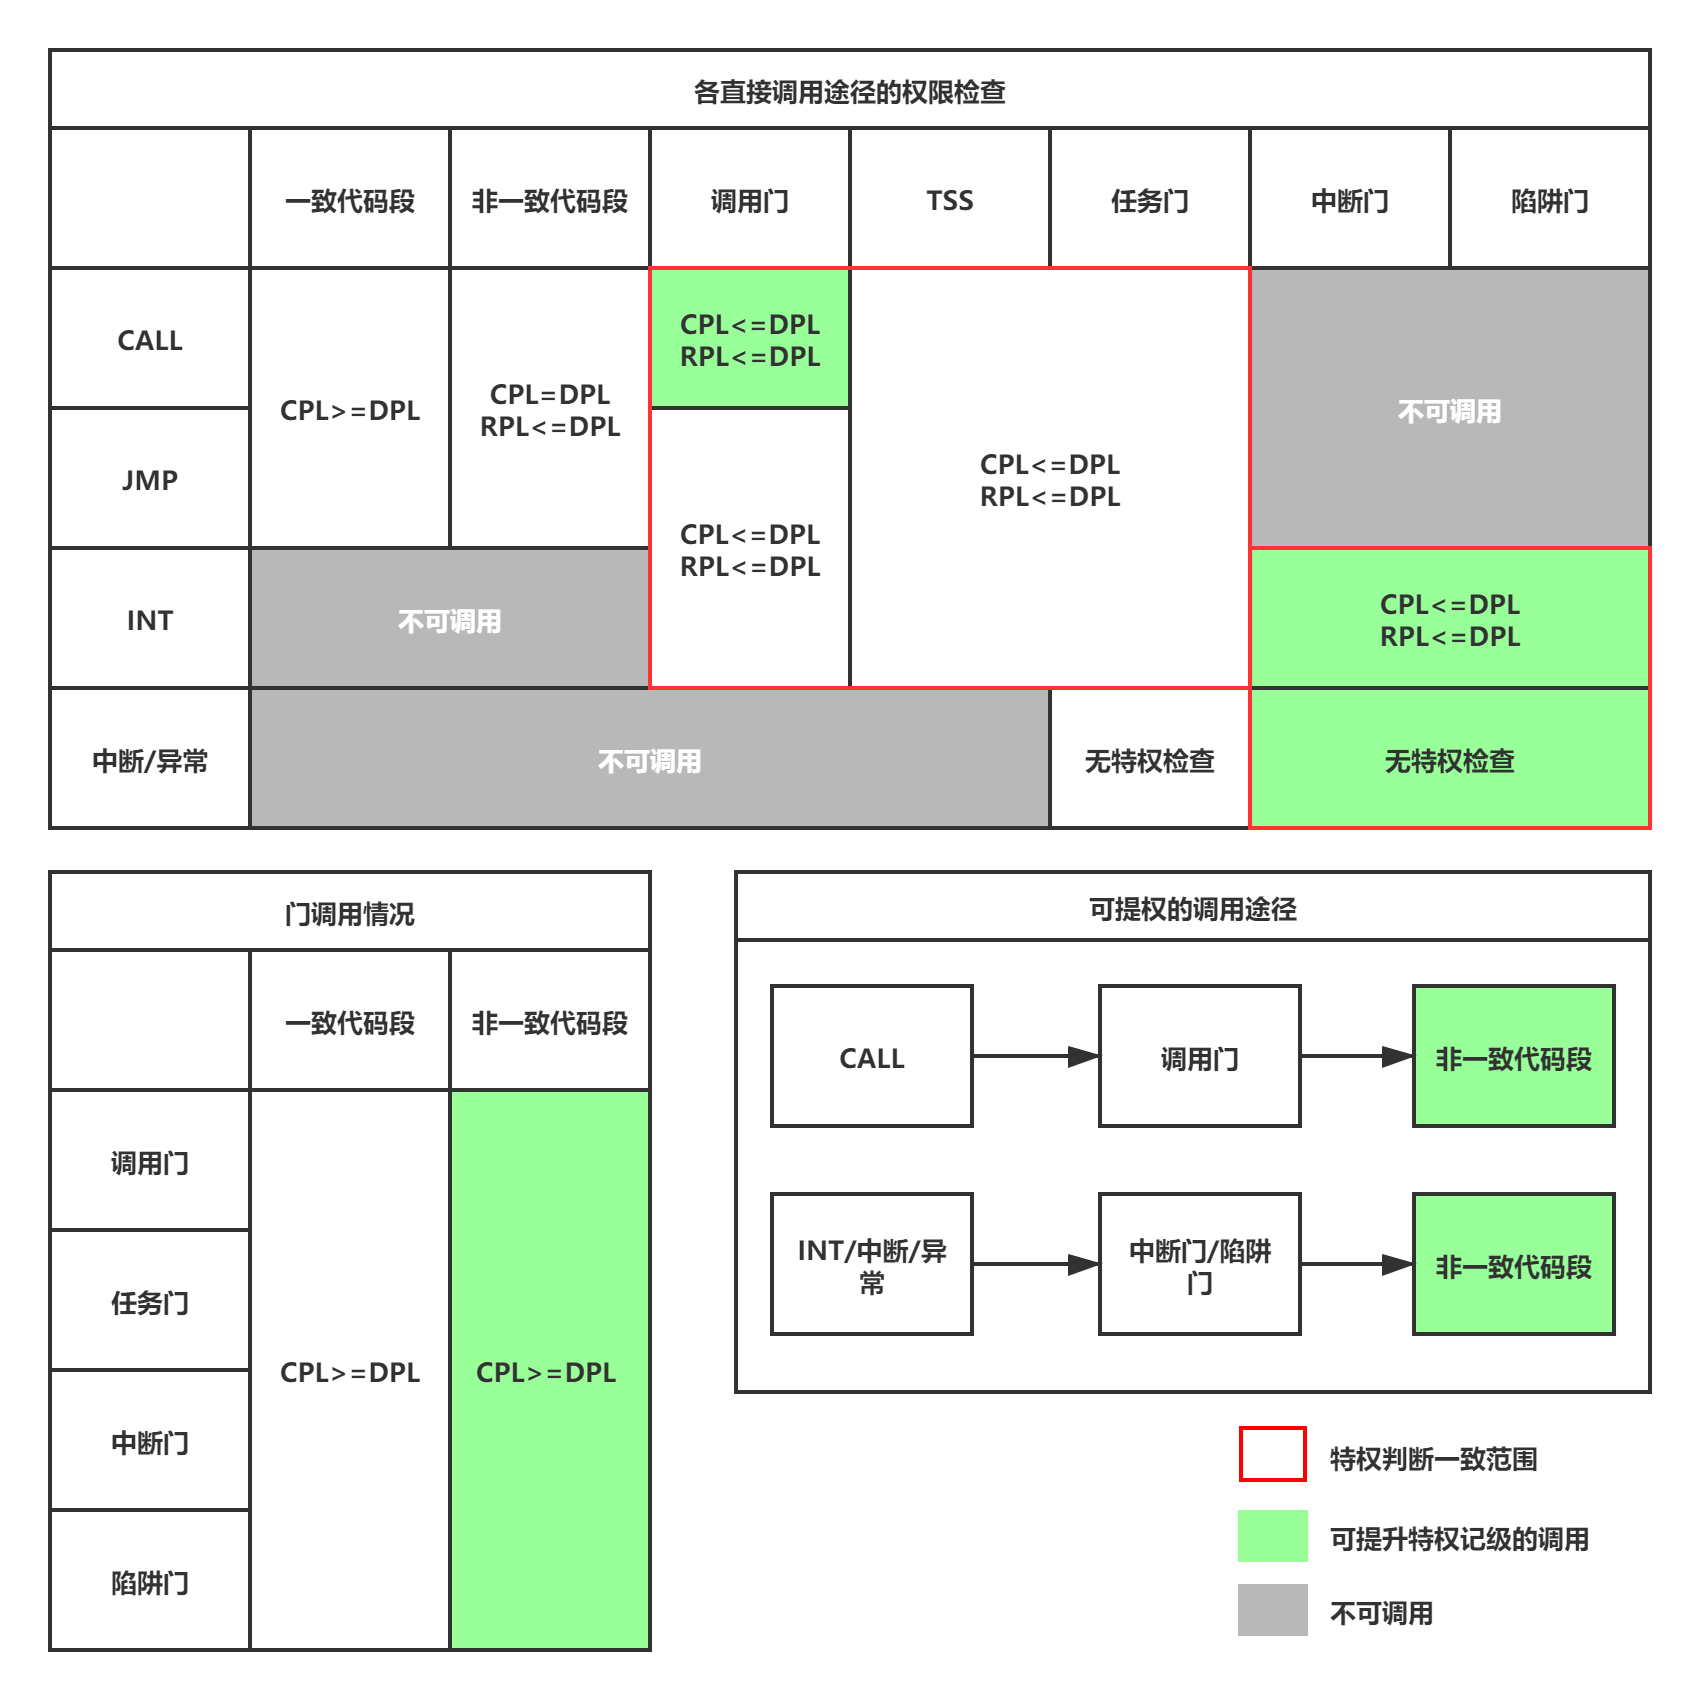 各直接调用途径的权限检查
一致代码段
非一致代码段
调用门
TSS
任务门
中断门
陷阱门
CALL
CPL>=DPL
CPL=DPL
RPL<=DPL
CPL<=DPL
RPL<=DPL
CPL<=DPL
RPL<=DPL
不可调用
JMP
CPL<=DPL
RPL<=DPL
INT
不可调用
CPL<=DPL
RPL<=DPL
中断/异常
不可调用
无特权检查
无特权检查
门调用情况
一致代码段
非一致代码段
调用门
任务门
CPL>=DPL
CPL>=DPL
中断门
陷阱门
可提权的调用途径
CALL
调用门
非一致代码段
INT/中断/异
常
中断门/陷阱
门
非一致代码段
特权判断一致范围
可提升特权记级的调用
不可调用